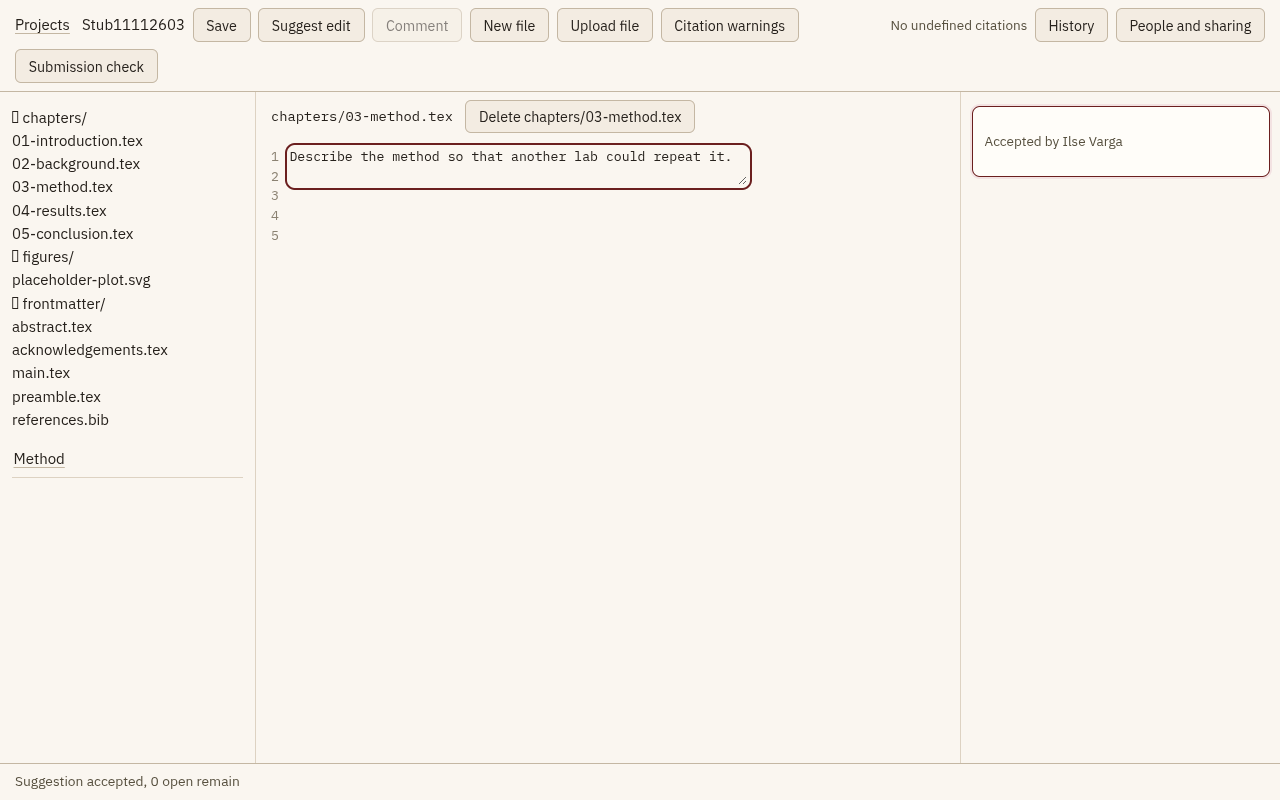 Projects Stub11112603 Save Suggest edit Comment New file Upload file Citation warnings No undefined citations History People and sharing
Submission check
chapters/
01-introduction.tex
02-background.tex
03-method.tex
04-results.tex
05-conclusion.tex
figures/
placeholder-plot.svg
frontmatter/
abstract.tex
acknowledgements.tex
main.tex
preamble.tex
references.bib
Method
chapters/03-method.tex Delete chapters/03-method.tex
1 Describe the method so that another lab could repeat it.
2
3
4
5
Accepted by Ilse Varga
Suggestion accepted, 0 open remain